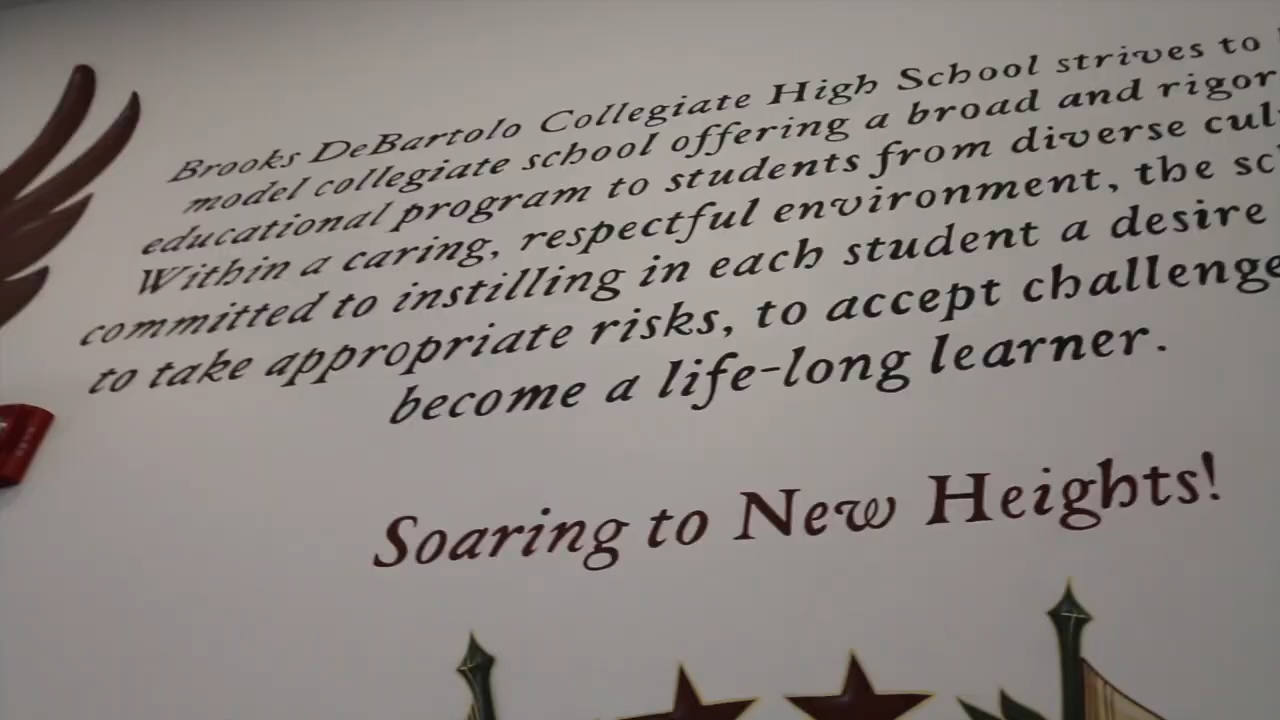 Brooks DeBartolo Collegiate High School strives to
model collegiate school offering a broad and rigor
educational program to students from diverse cul
Within a caring, respectful environment, the sc
committed to instilling in each student a desire
to take appropriate risks, to accept challenge
become a life-long learner.
Soaring to New Heights!